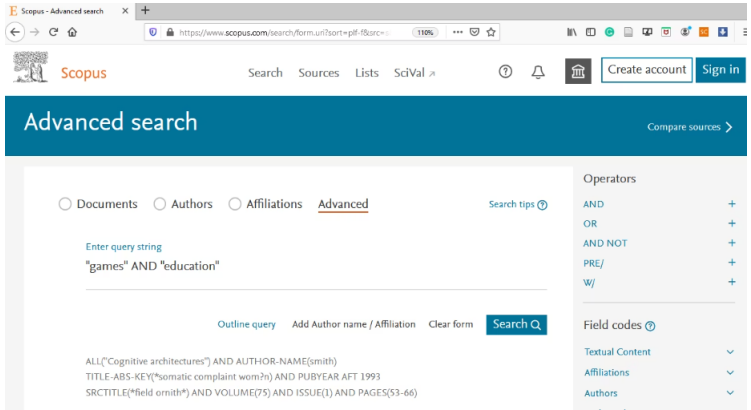 Scopus - Advanced search
https://www.scopus.com/search/form.uri?sort=plf-f&src=
110%
Scopus
Search Sources Lists SciVal
Create account
Sign in
Advanced search
Compare sources
Documents Authors Affiliations Advanced
Search tips
Enter query string
"games" AND "education"
Outline query Add Author name / Affiliation Clear form Search
ALL("Cognitive architectures") AND AUTHOR-NAME(smith)
TITLE-ABS-KEY(*somatic complaint wom?n) AND PUBYEAR AFT 1993
SRCTITLE(*field ornith*) AND VOLUME(75) AND ISSUE(1) AND PAGES(53-66)
Operators
AND
OR
AND NOT
PRE/
W/
Field codes
Textual Content
Affiliations
Authors